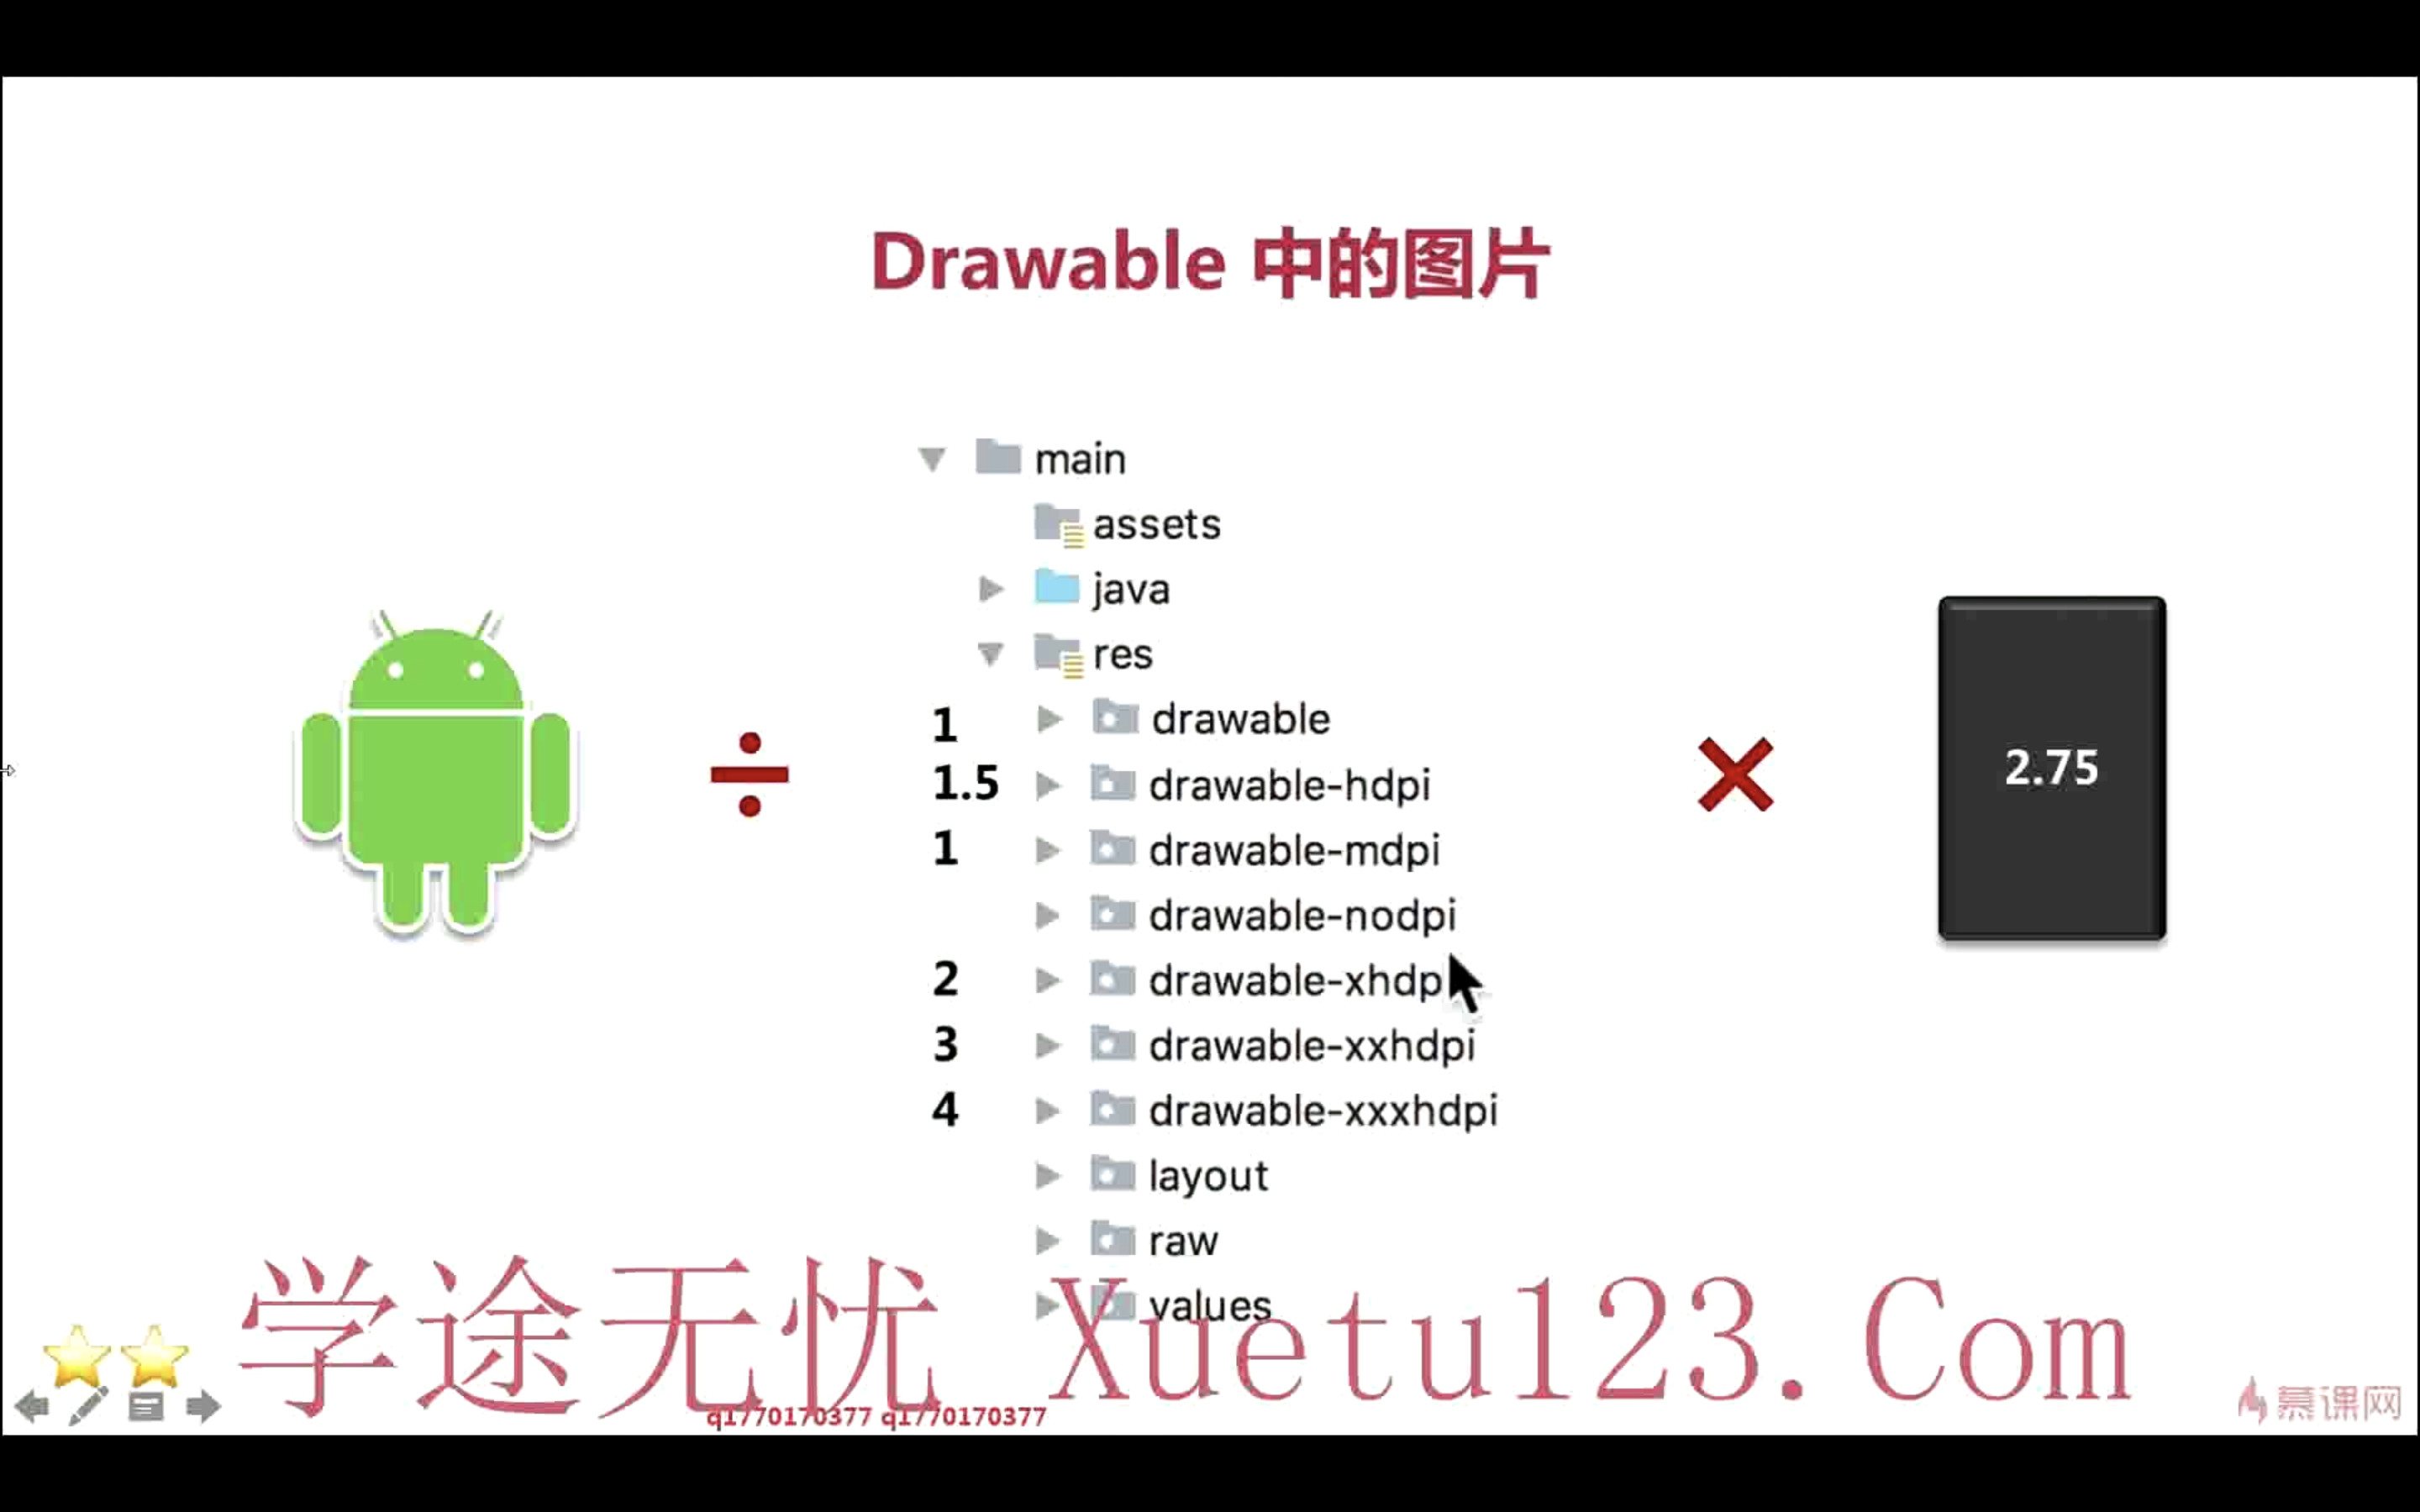 Drawable 中的图片
main
assets
java
res
1 drawable
1.5 drawable-hdpi
1 drawable-mdpi
drawable-nodpi
2 drawable-xhdp
3 drawable-xxhdpi
4 drawable-xxxhdpi
layout
raw
values
÷
×
2.75
学途无忧 Xuetu123.Com
q1770170377 q1770170377
慕课网